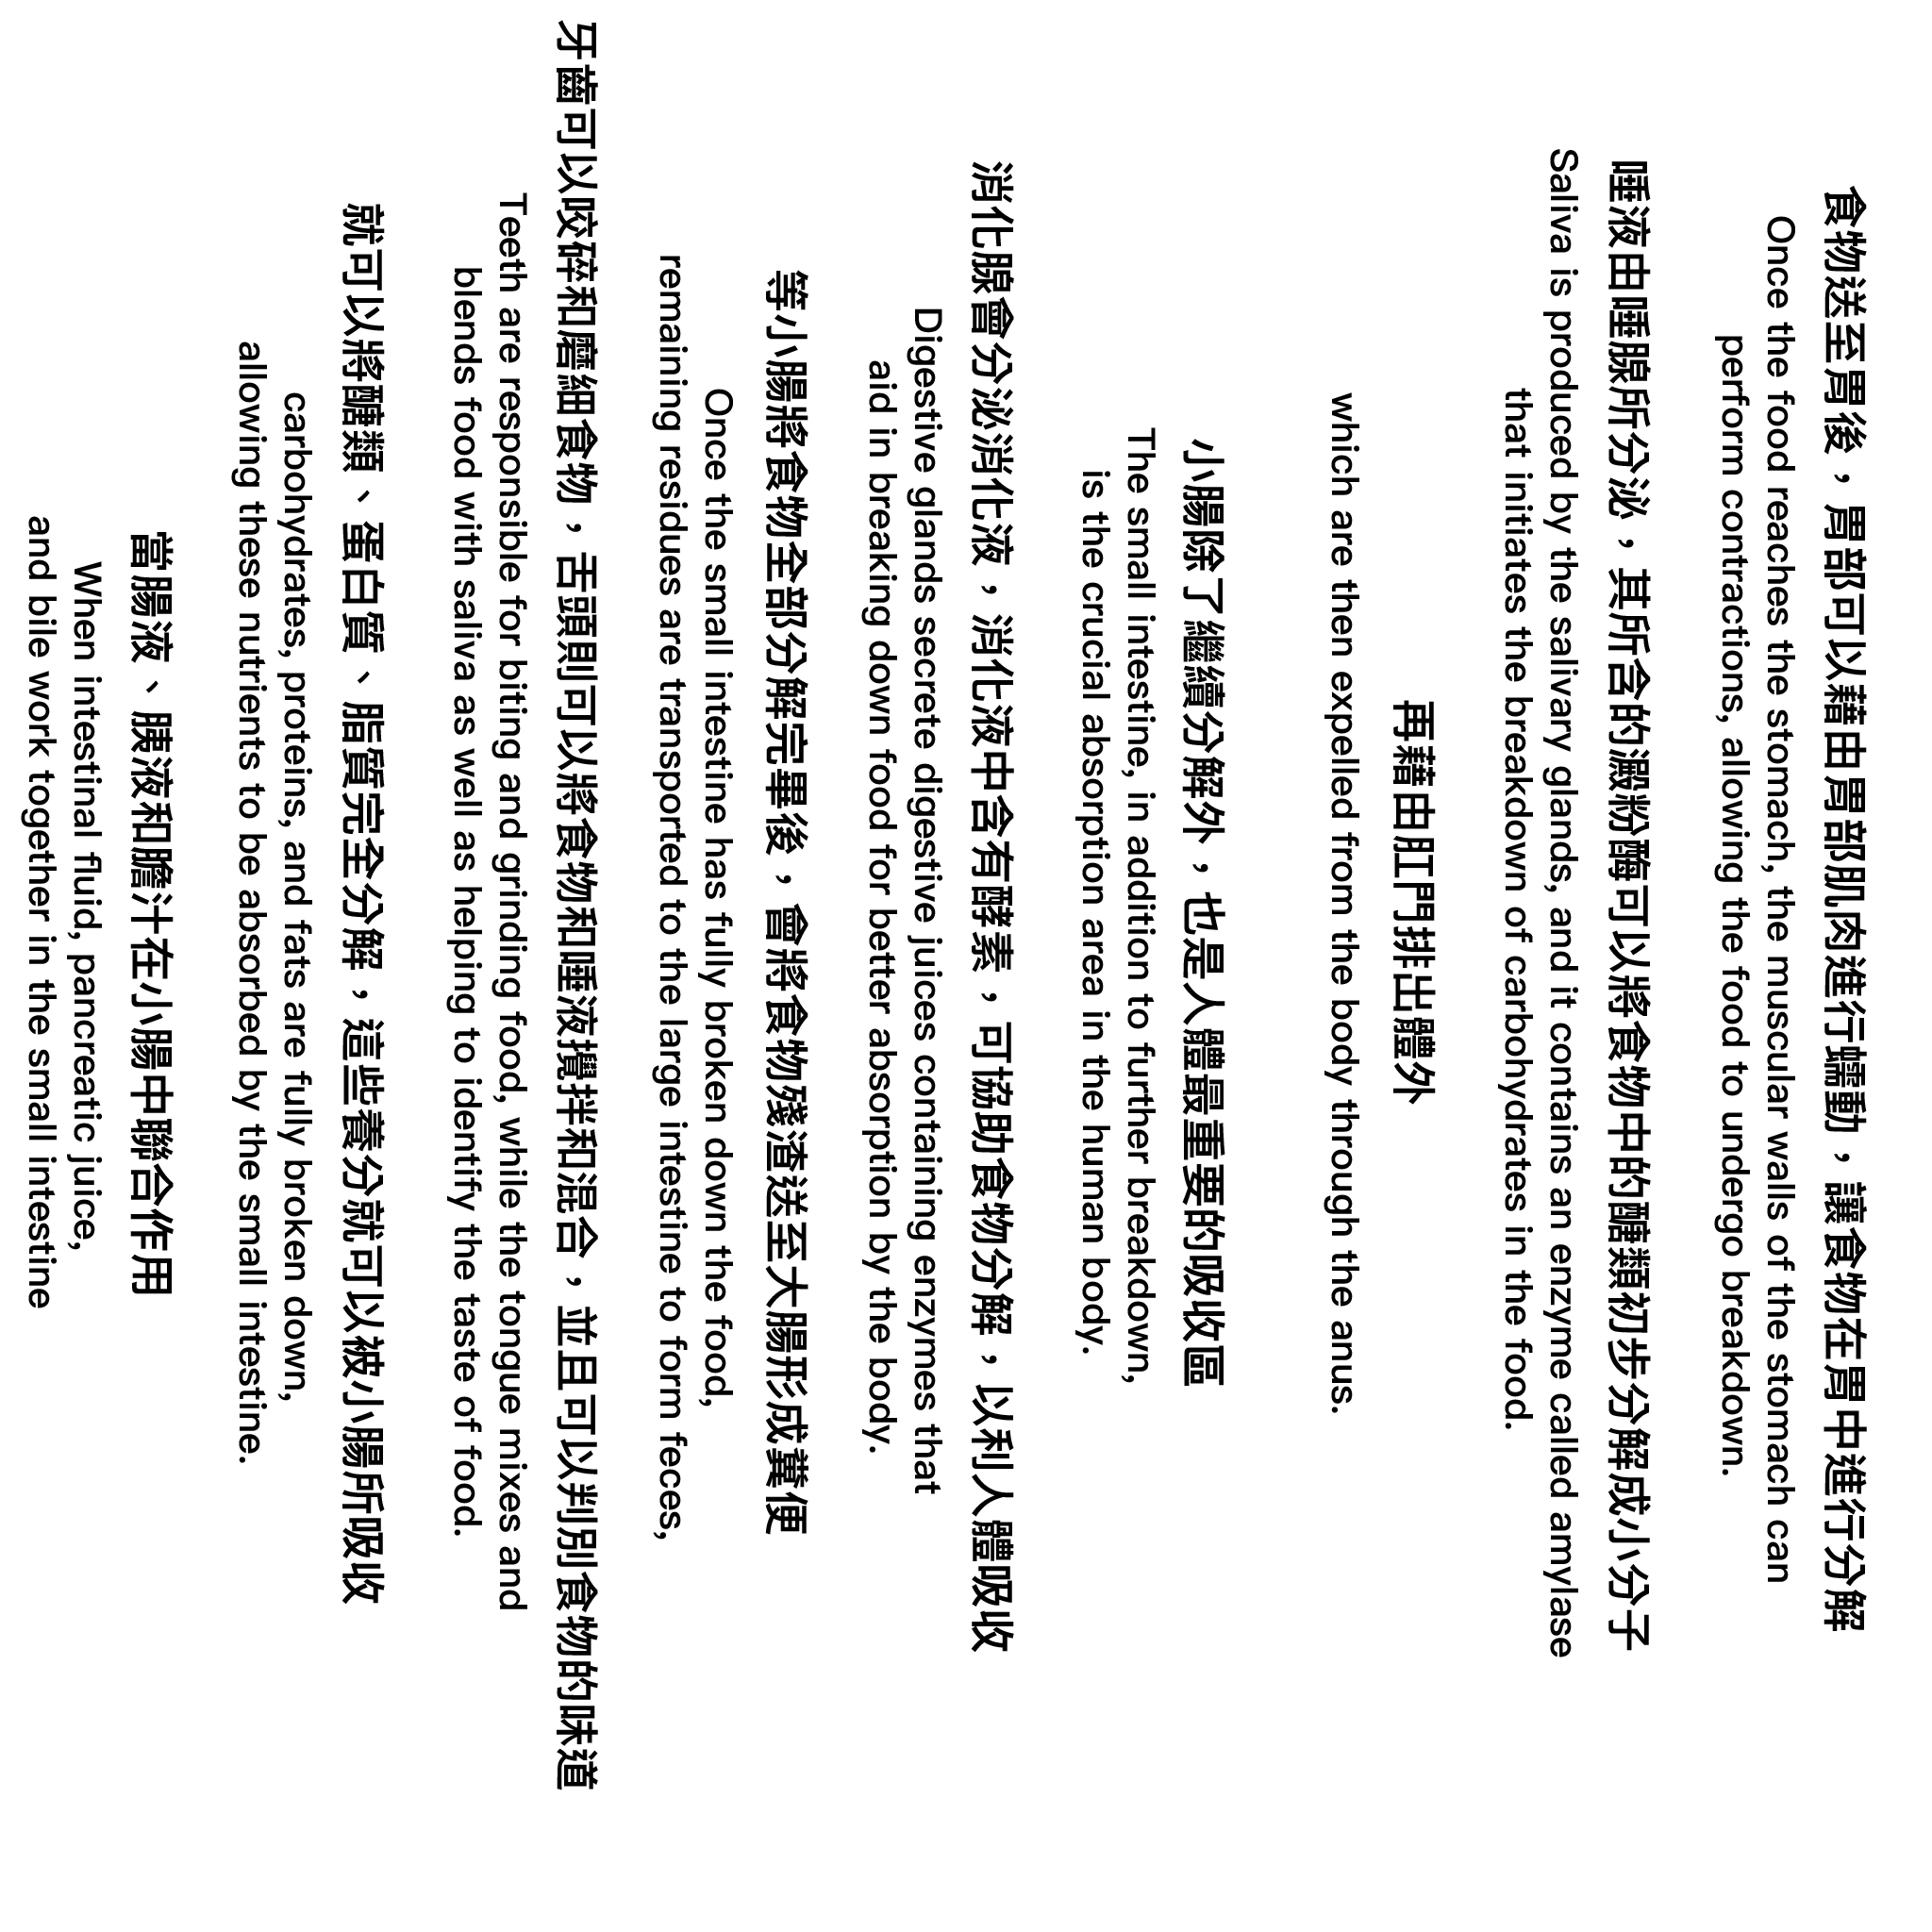 食物送至胃後，胃部可以藉由胃部肌肉進行蠕動，讓食物在胃中進行分解
Once the food reaches the stomach, the muscular walls of the stomach can
perform contractions, allowing the food to undergo breakdown.
唾液由唾腺所分泌，其所含的澱粉酶可以將食物中的醣類初步分解成小分子
Saliva is produced by the salivary glands, and it contains an enzyme called amylase
that initiates the breakdown of carbohydrates in the food.
再藉由肛門排出體外
which are then expelled from the body through the anus.
小腸除了繼續分解外，也是人體最重要的吸收區
The small intestine, in addition to further breakdown,
is the crucial absorption area in the human body.
消化腺會分泌消化液，消化液中含有酵素，可協助食物分解，以利人體吸收
Digestive glands secrete digestive juices containing enzymes that
aid in breaking down food for better absorption by the body.
等小腸將食物全部分解完畢後，會將食物殘渣送至大腸形成糞便
Once the small intestine has fully broken down the food,
remaining residues are transported to the large intestine to form feces,
牙齒可以咬碎和磨細食物，舌頭則可以將食物和唾液攪拌和混合，並且可以判別食物的味道
Teeth are responsible for biting and grinding food, while the tongue mixes and
blends food with saliva as well as helping to identify the taste of food.
就可以將醣類、蛋白質、脂質完全分解，這些養分就可以被小腸所吸收
carbohydrates, proteins, and fats are fully broken down,
allowing these nutrients to be absorbed by the small intestine.
當腸液、胰液和膽汁在小腸中聯合作用
When intestinal fluid, pancreatic juice,
and bile work together in the small intestine